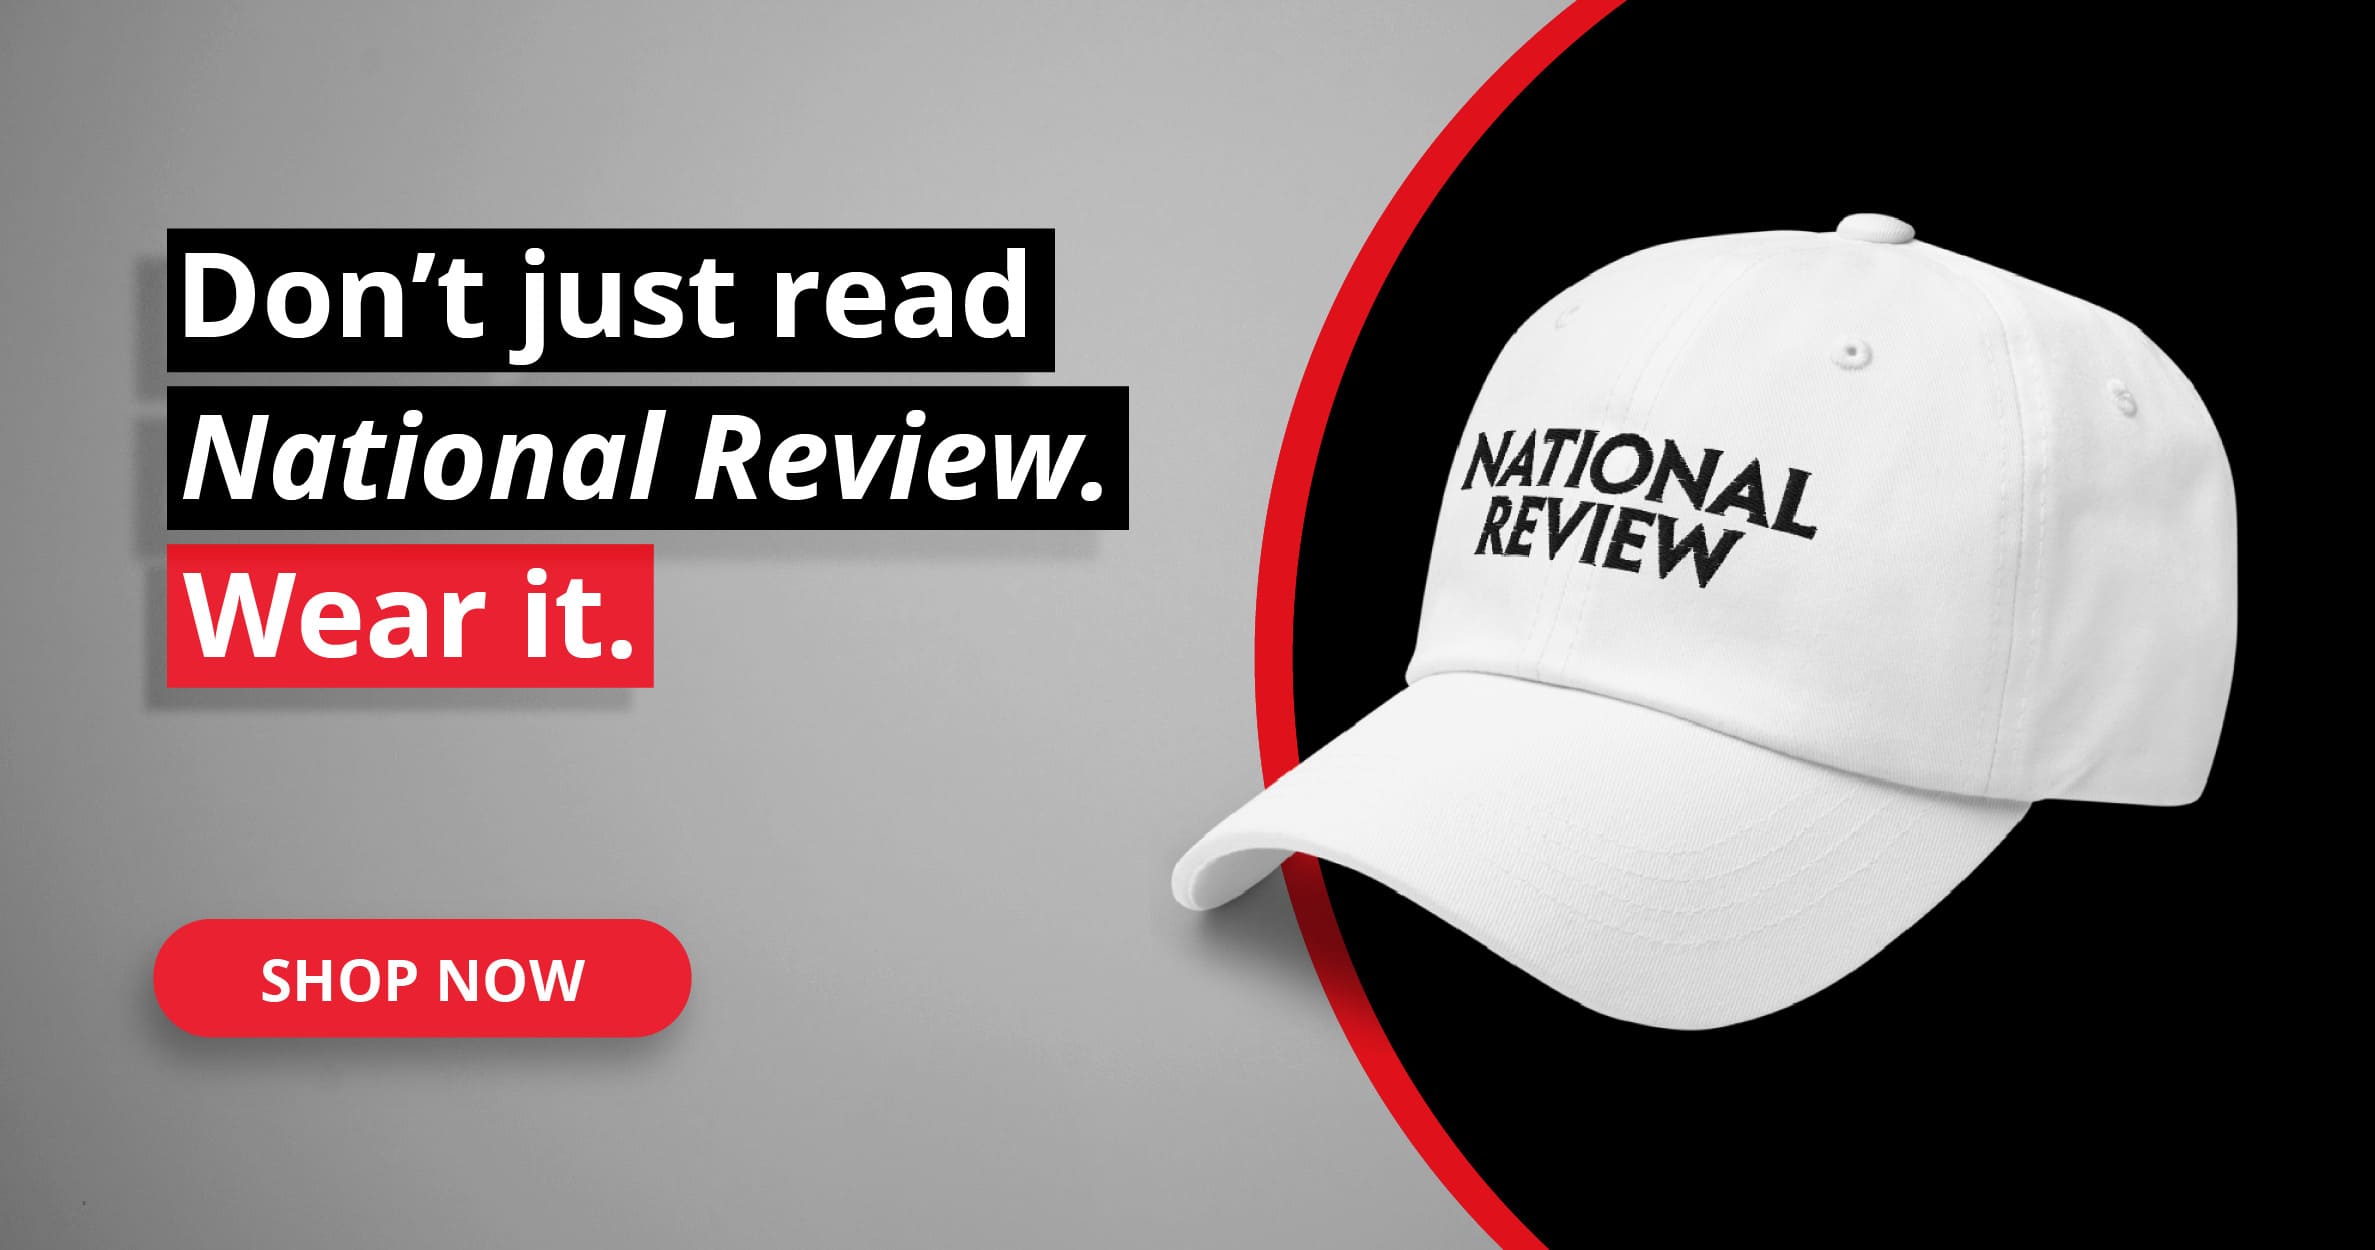 Don’t just read
National Review.
Wear it.
SHOP NOW
NATIONAL
REVIEW